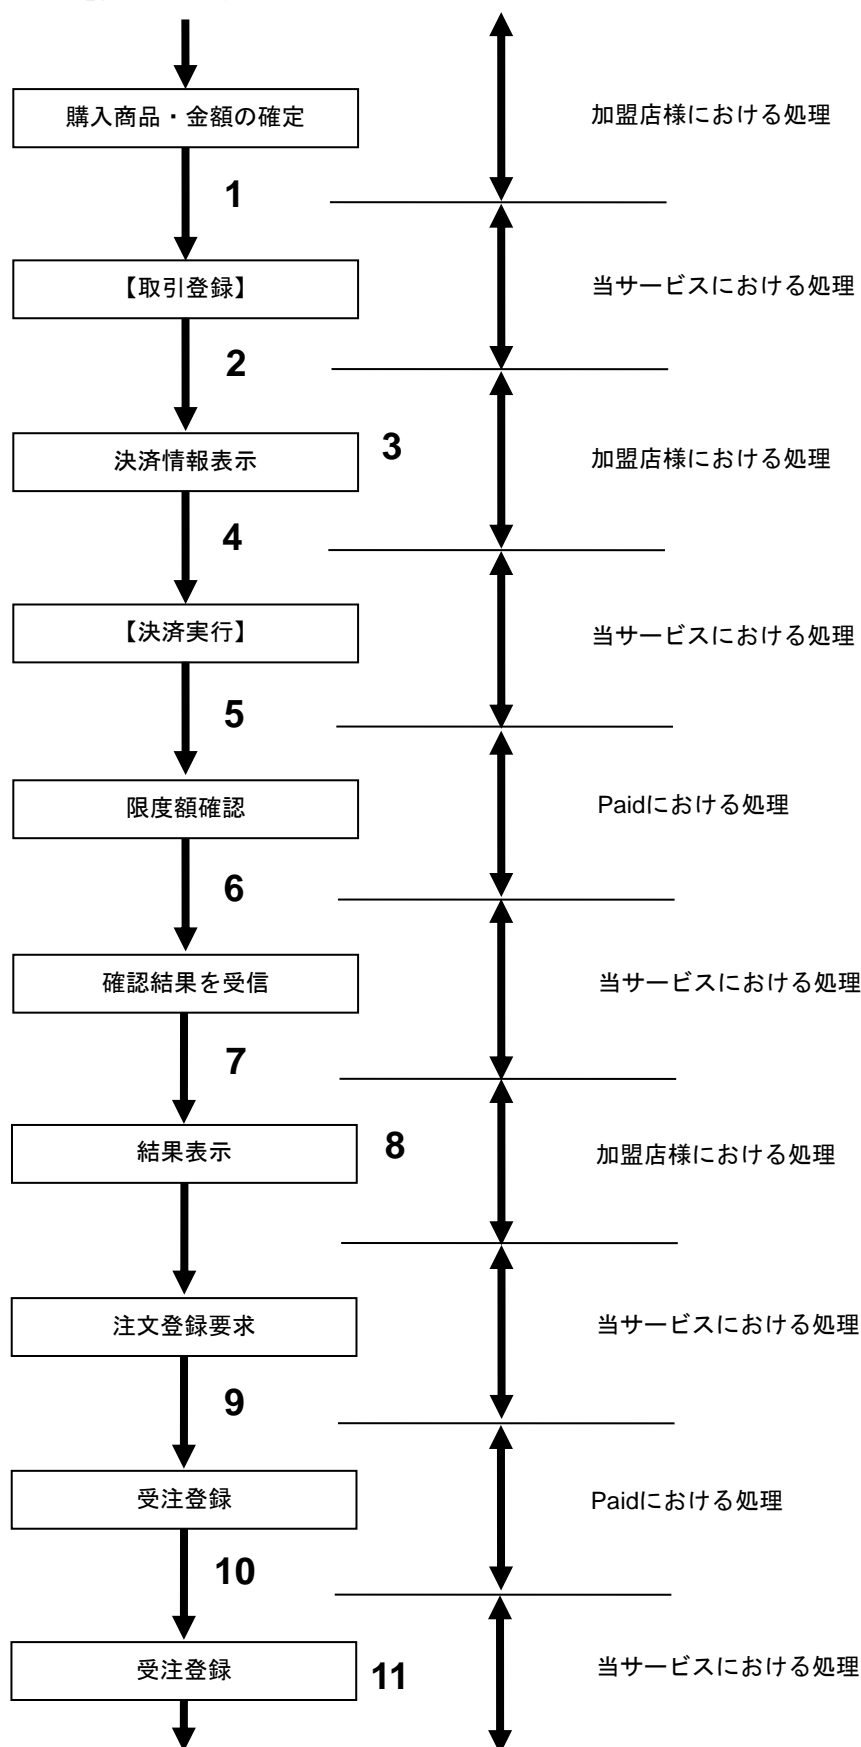 購入商品・金額の確定
加盟店様における処理
1
【取引登録】
当サービスにおける処理
2
決済情報表示
3
加盟店様における処理
4
【決済実行】
当サービスにおける処理
5
限度額確認
Paidにおける処理
6
確認結果を受信
当サービスにおける処理
7
結果表示
8
加盟店様における処理
注文登録要求
当サービスにおける処理
9
受注登録
Paidにおける処理
10
受注登録
11
当サービスにおける処理